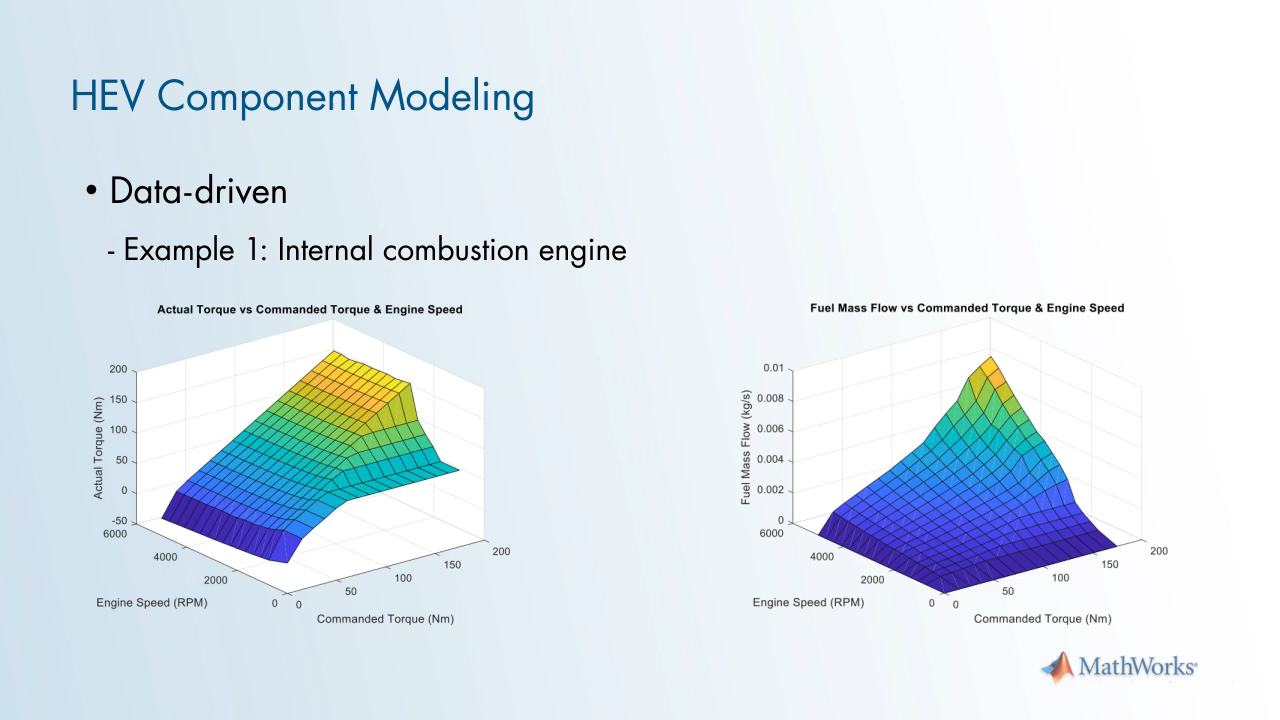 HEV Component Modeling
• Data-driven
- Example 1: Internal combustion engine
Actual Torque vs Commanded Torque & Engine Speed
200
150
100
50
0
-50
Actual Torque (Nm)
6000
4000
2000
0
Engine Speed (RPM)
0
50
100
150
200
Commanded Torque (Nm)
Fuel Mass Flow vs Commanded Torque & Engine Speed
0.01
0.008
0.006
0.004
0.002
0
Fuel Mass Flow (kg/s)
6000
4000
2000
0
Engine Speed (RPM)
0
50
100
150
200
Commanded Torque (Nm)
MathWorks®